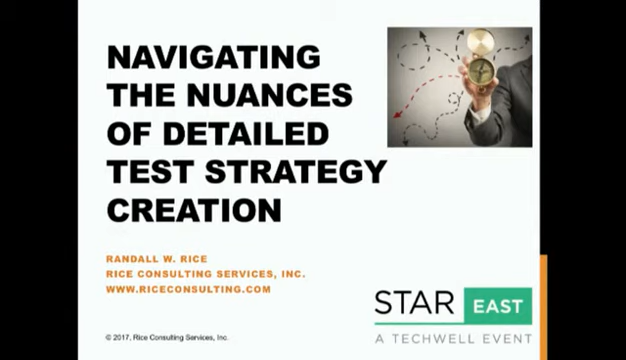 NAVIGATING
THE NUANCES
OF DETAILED
TEST STRATEGY
CREATION
RANDALL W. RICE
RICE CONSULTING SERVICES, INC.
WWW.RICECONSULTING.COM
STAR EAST
A TECHWELL EVENT
© 2017, Rice Consulting Services, Inc.